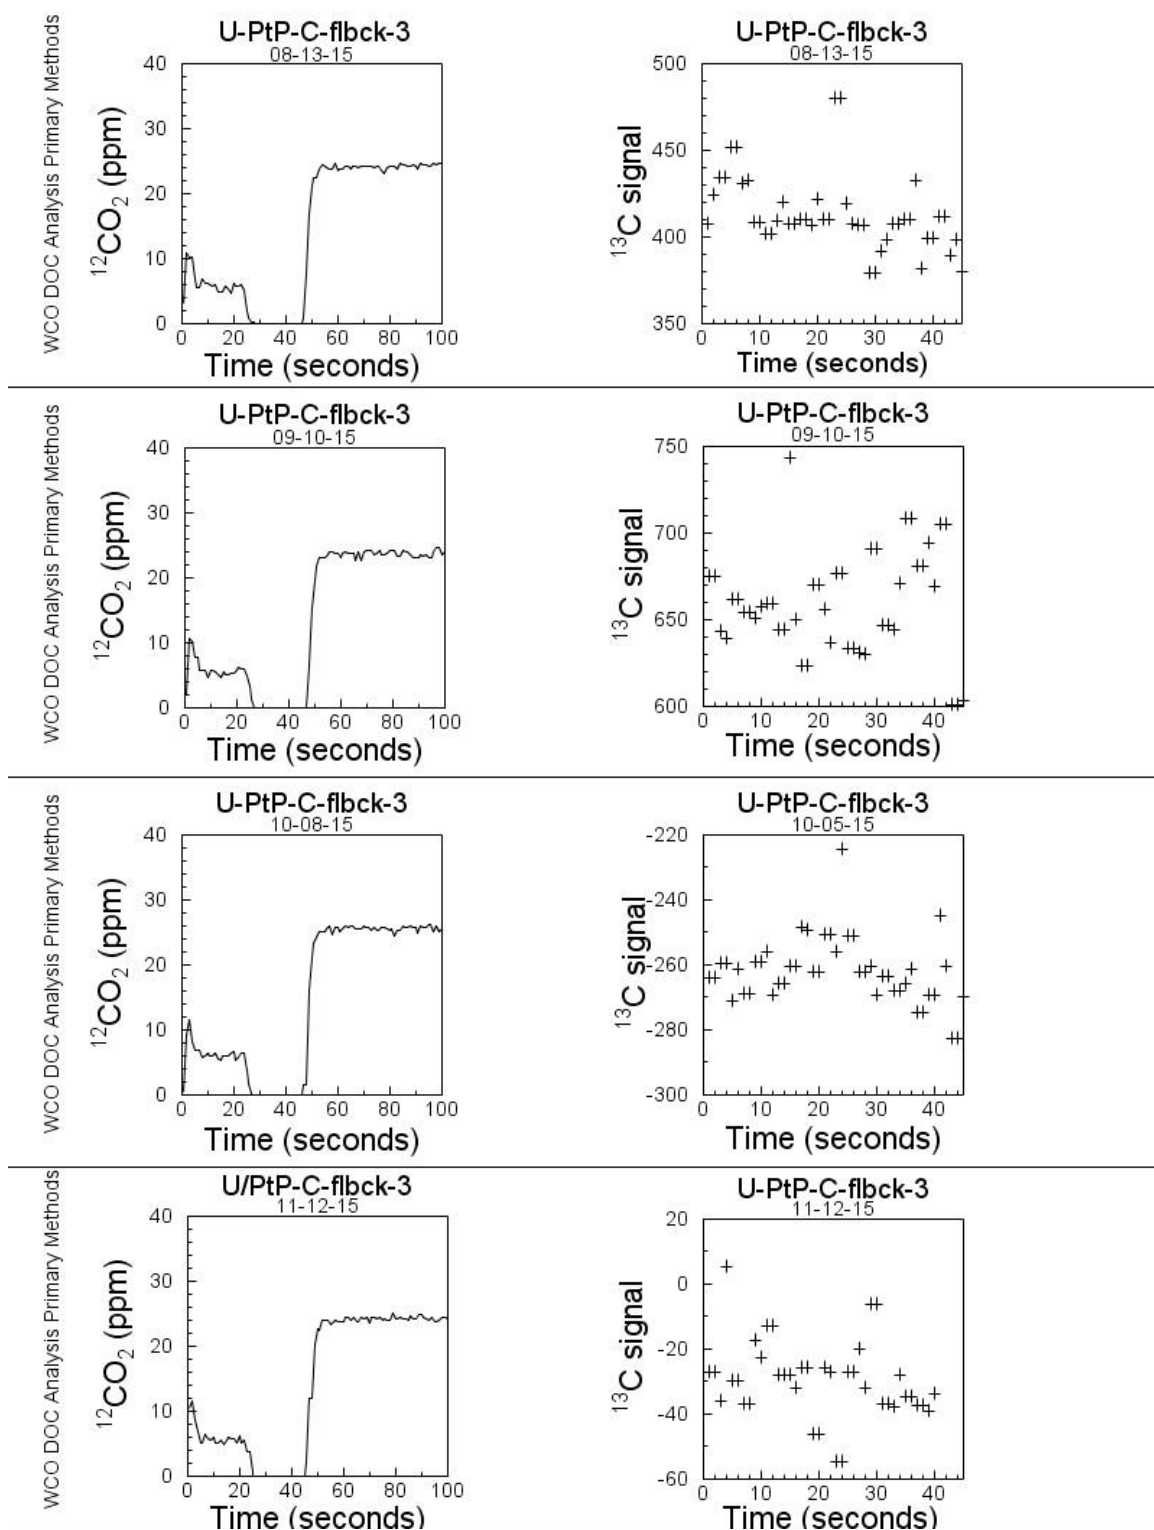 WCO DOC Analysis Primary Methods
U-PtP-C-flbck-3
08-13-15
¹²CO₂ (ppm)
40
30
20
10
0
0 20 40 60 80 100
Time (seconds)
U-PtP-C-flbck-3
08-13-15
¹³C signal
500
450
400
350
0 10 20 30 40
Time (seconds)
WCO DOC Analysis Primary Methods
U-PtP-C-flbck-3
09-10-15
¹²CO₂ (ppm)
40
30
20
10
0
0 20 40 60 80 100
Time (seconds)
U-PtP-C-flbck-3
09-10-15
¹³C signal
750
700
650
600
0 10 20 30 40
Time (seconds)
WCO DOC Analysis Primary Methods
U-PtP-C-flbck-3
10-08-15
¹²CO₂ (ppm)
40
30
20
10
0
0 20 40 60 80 100
Time (seconds)
U-PtP-C-flbck-3
10-05-15
¹³C signal
-220
-240
-260
-280
-300
0 10 20 30 40
Time (seconds)
WCO DOC Analysis Primary Methods
U/PtP-C-flbck-3
11-12-15
¹²CO₂ (ppm)
40
30
20
10
0
0 20 40 60 80 100
Time (seconds)
U-PtP-C-flbck-3
11-12-15
¹³C signal
20
0
-20
-40
-60
0 10 20 30 40
Time (seconds)